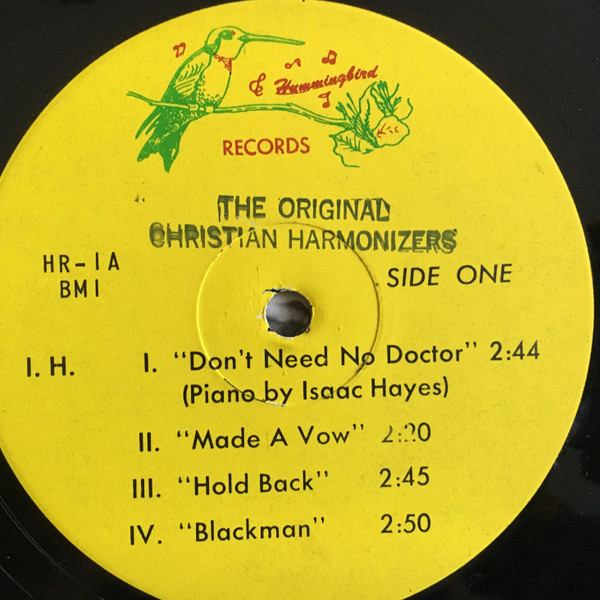 Hummingbird
RECORDS
THE ORIGINAL
CHRISTIAN HARMONIZERS
HR-1A
BMI
SIDE ONE
I. H. I. "Don't Need No Doctor" 2:44
(Piano by Isaac Hayes)
II. "Made A Vow" 2:20
III. "Hold Back" 2:45
IV. "Blackman" 2:50